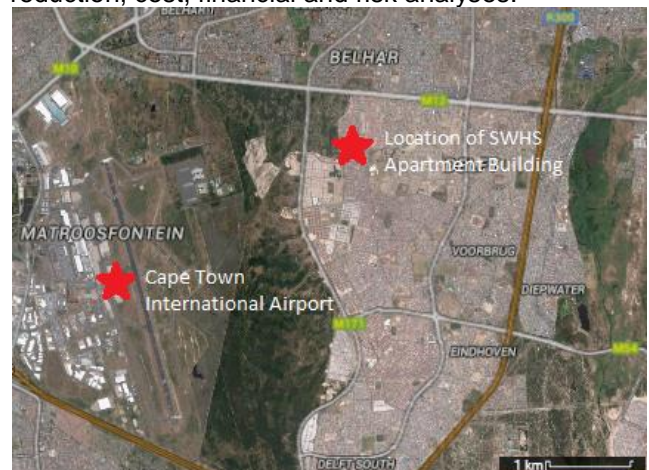 reduction, cost, financial and risk analyses.
BELHAR
R300
M10
BELHAR
M12
Location of SWHS
Apartment Building
MATROOSFONTEIN
VOORBRUG
Cape Town
International Airport
DIEPWATER
M171
M54
EINDHOVEN
DELFT SOUTH
1 km